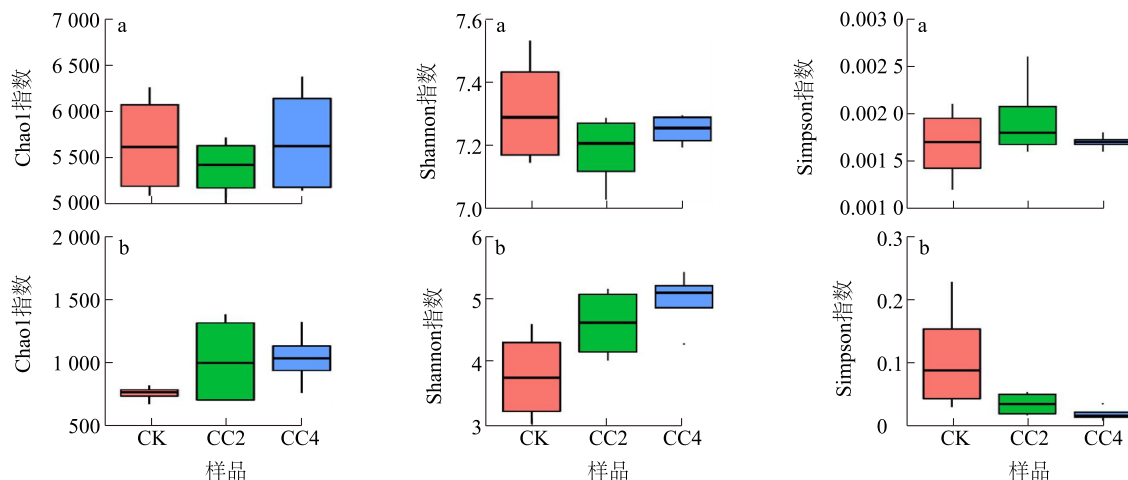 a
Chao1指数
7 000
6 500
6 000
5 500
5 000
a
Shannon指数
7.6
7.4
7.2
7.0
a
Simpson指数
0.003 0
0.002 5
0.002 0
0.001 5
0.001 0
b
Chao1指数
2 000
1 500
1 000
500
CK CC2 CC4
样品
b
Shannon指数
6
5
4
3
CK CC2 CC4
样品
b
Simpson指数
0.3
0.2
0.1
0
CK CC2 CC4
样品